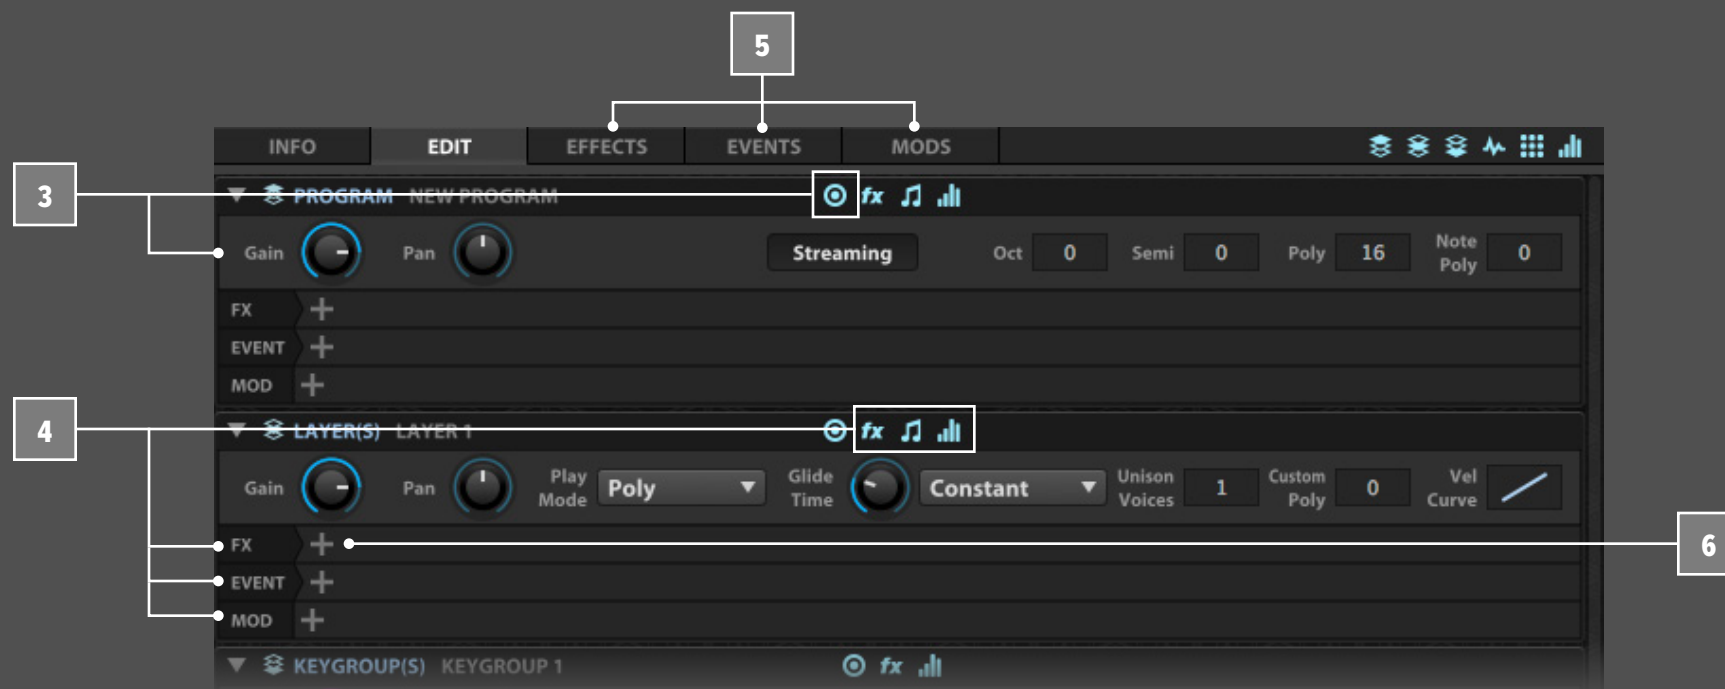 5
INFO EDIT EFFECTS EVENTS MODS
3
PROGRAM NEW PROGRAM fx
Gain Pan Streaming Oct 0 Semi 0 Poly 16 Note Poly 0
FX
EVENT
MOD
4
LAYER(S) LAYER 1 fx
Gain Pan Play Mode Poly Glide Time Constant Unison Voices 1 Custom Poly 0 Vel Curve
FX
6
EVENT
MOD
KEYGROUP(S) KEYGROUP 1 fx